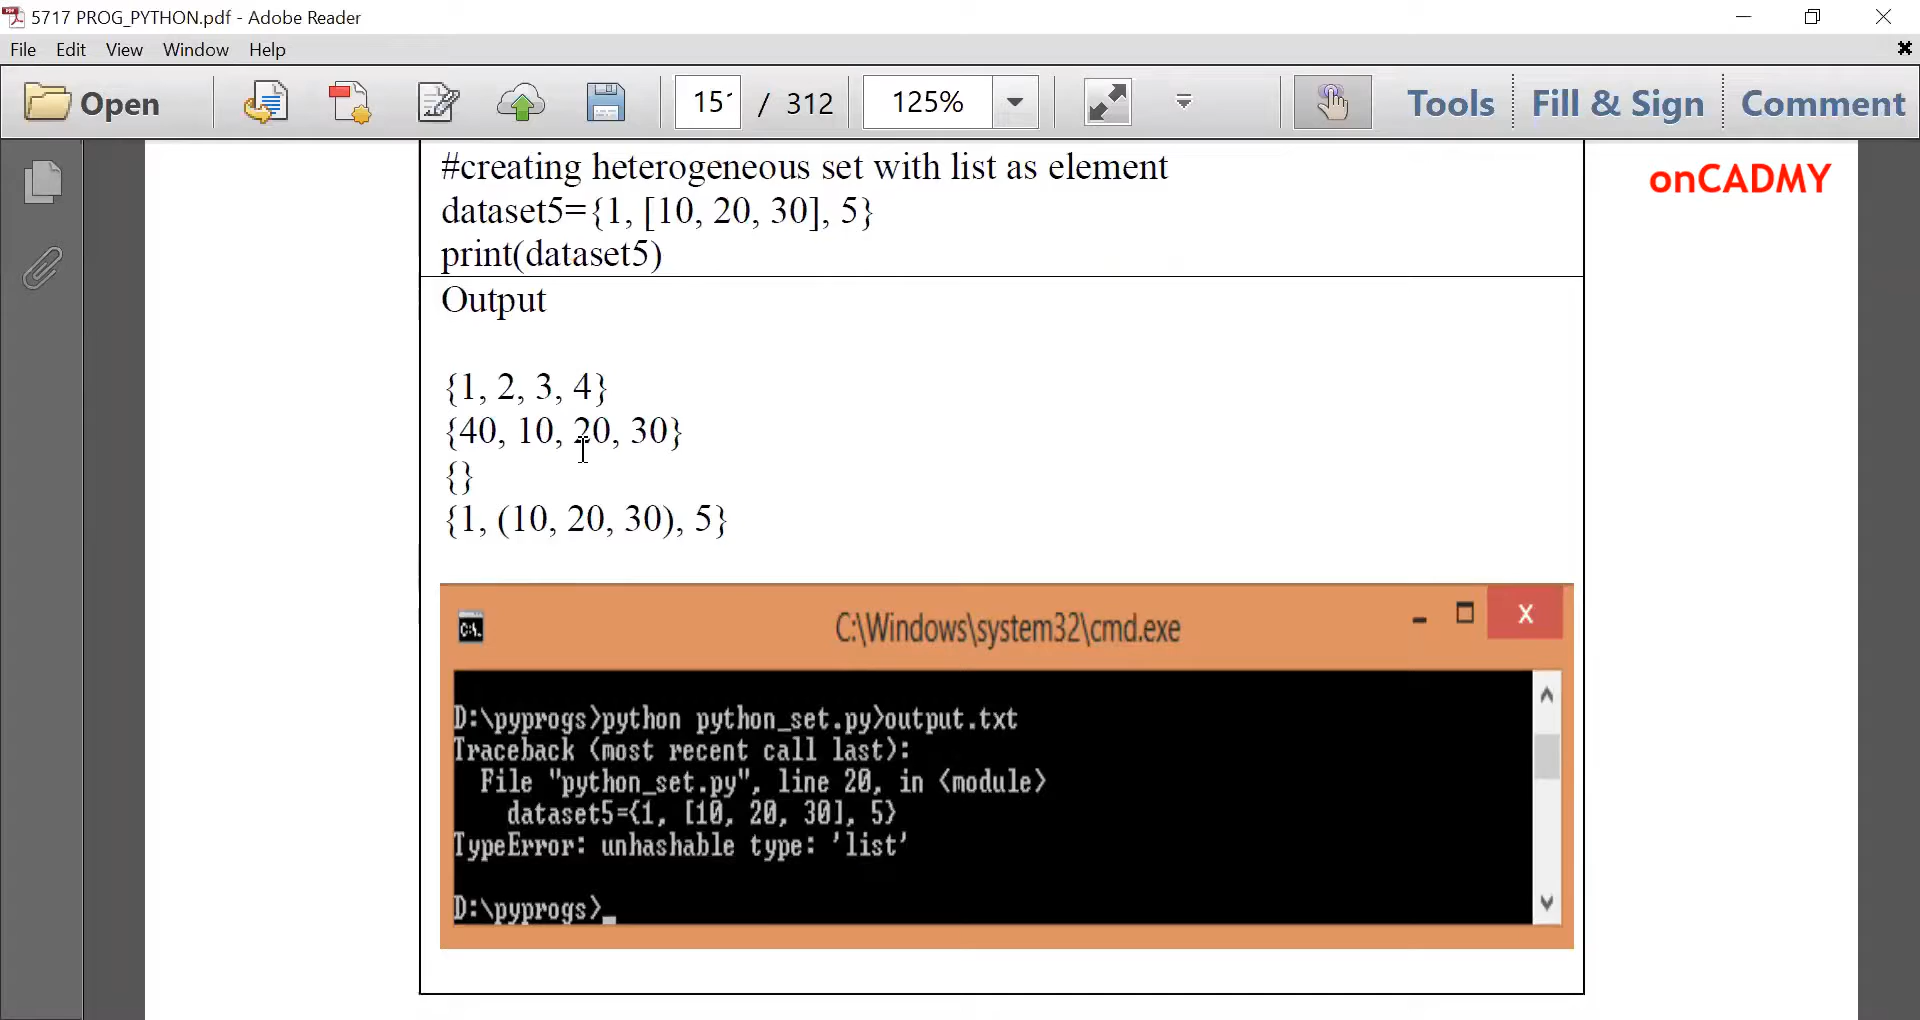 5717 PROG_PYTHON.pdf - Adobe Reader
File Edit View Window Help
Open 151 / 312 125% Tools Fill & Sign Comment
onCADMY
#creating heterogeneous set with list as element
dataset5={1, [10, 20, 30], 5}
print(dataset5)
Output
{1, 2, 3, 4}
{40, 10, 20, 30}
{}
{1, (10, 20, 30), 5}
C:\Windows\system32\cmd.exe
D:\pyprogs>python python_set.py>output.txt
Traceback (most recent call last):
File "python_set.py", line 20, in <module>
dataset5={1, [10, 20, 30], 5}
TypeError: unhashable type: 'list'
D:\pyprogs>_